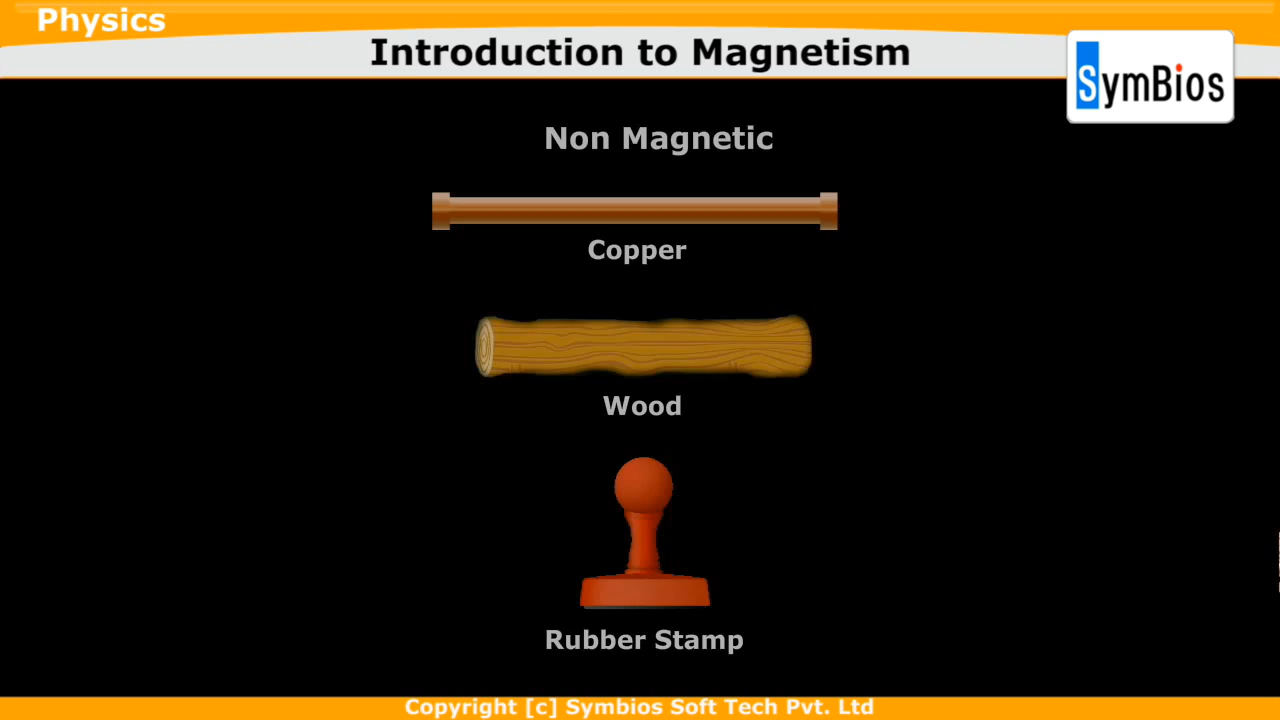 Physics
Introduction to Magnetism
SymBios
Non Magnetic
Copper
Wood
Rubber Stamp
Copyright [c] Symbios Soft Tech Pvt. Ltd